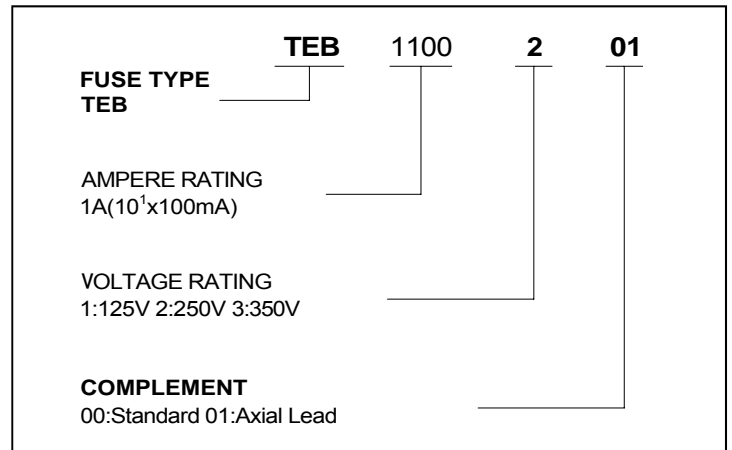 TEB 1100 2 01
FUSE TYPE
TEB
AMPERE RATING
1A(10¹x100mA)
VOLTAGE RATING
1:125V 2:250V 3:350V
COMPLEMENT
00:Standard 01:Axial Lead